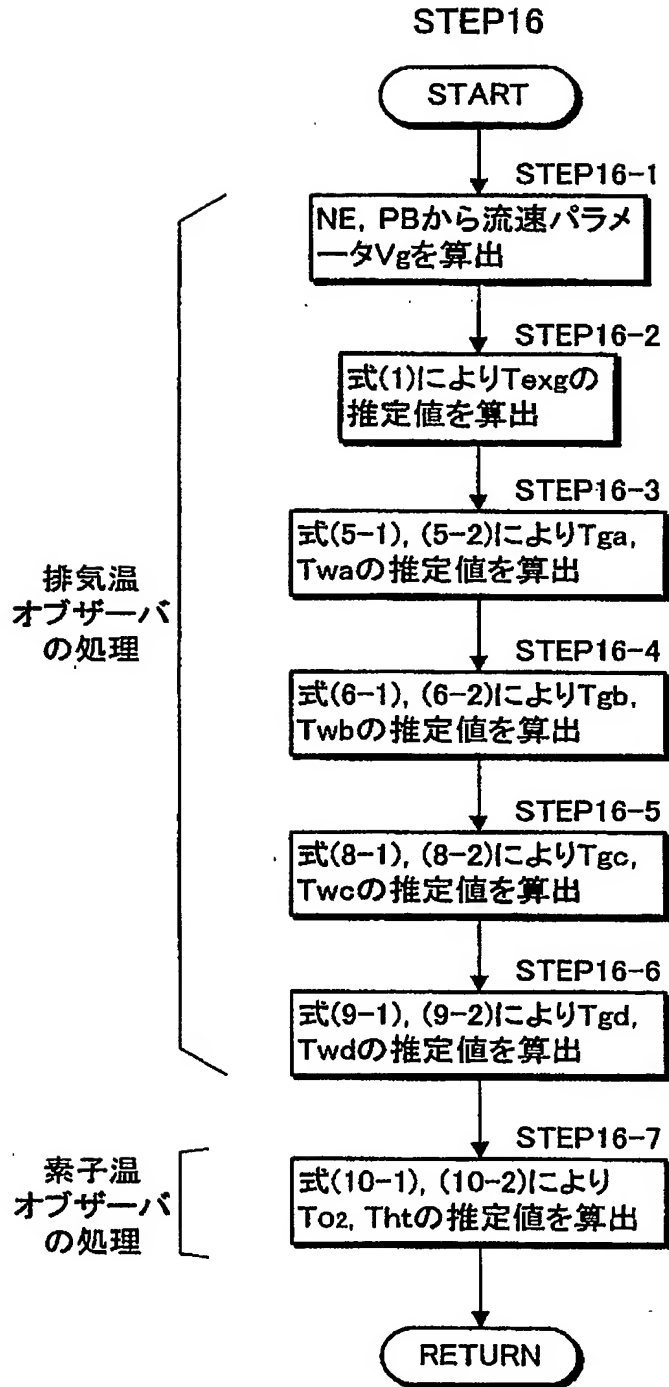 STEP16
START
STEP16-1
NE, PBから流速パラメ
ータVgを算出
STEP16-2
式(1)によりTexgの
推定値を算出
STEP16-3
式(5-1), (5-2)によりTga,
Twaの推定値を算出
排気温
オブザーバ
の処理
STEP16-4
式(6-1), (6-2)によりTgb,
Twbの推定値を算出
STEP16-5
式(8-1), (8-2)によりTgc,
Twcの推定値を算出
STEP16-6
式(9-1), (9-2)によりTgd,
Twdの推定値を算出
素子温
オブザーバ
の処理
STEP16-7
式(10-1), (10-2)により
To2, Thtの推定値を算出
RETURN